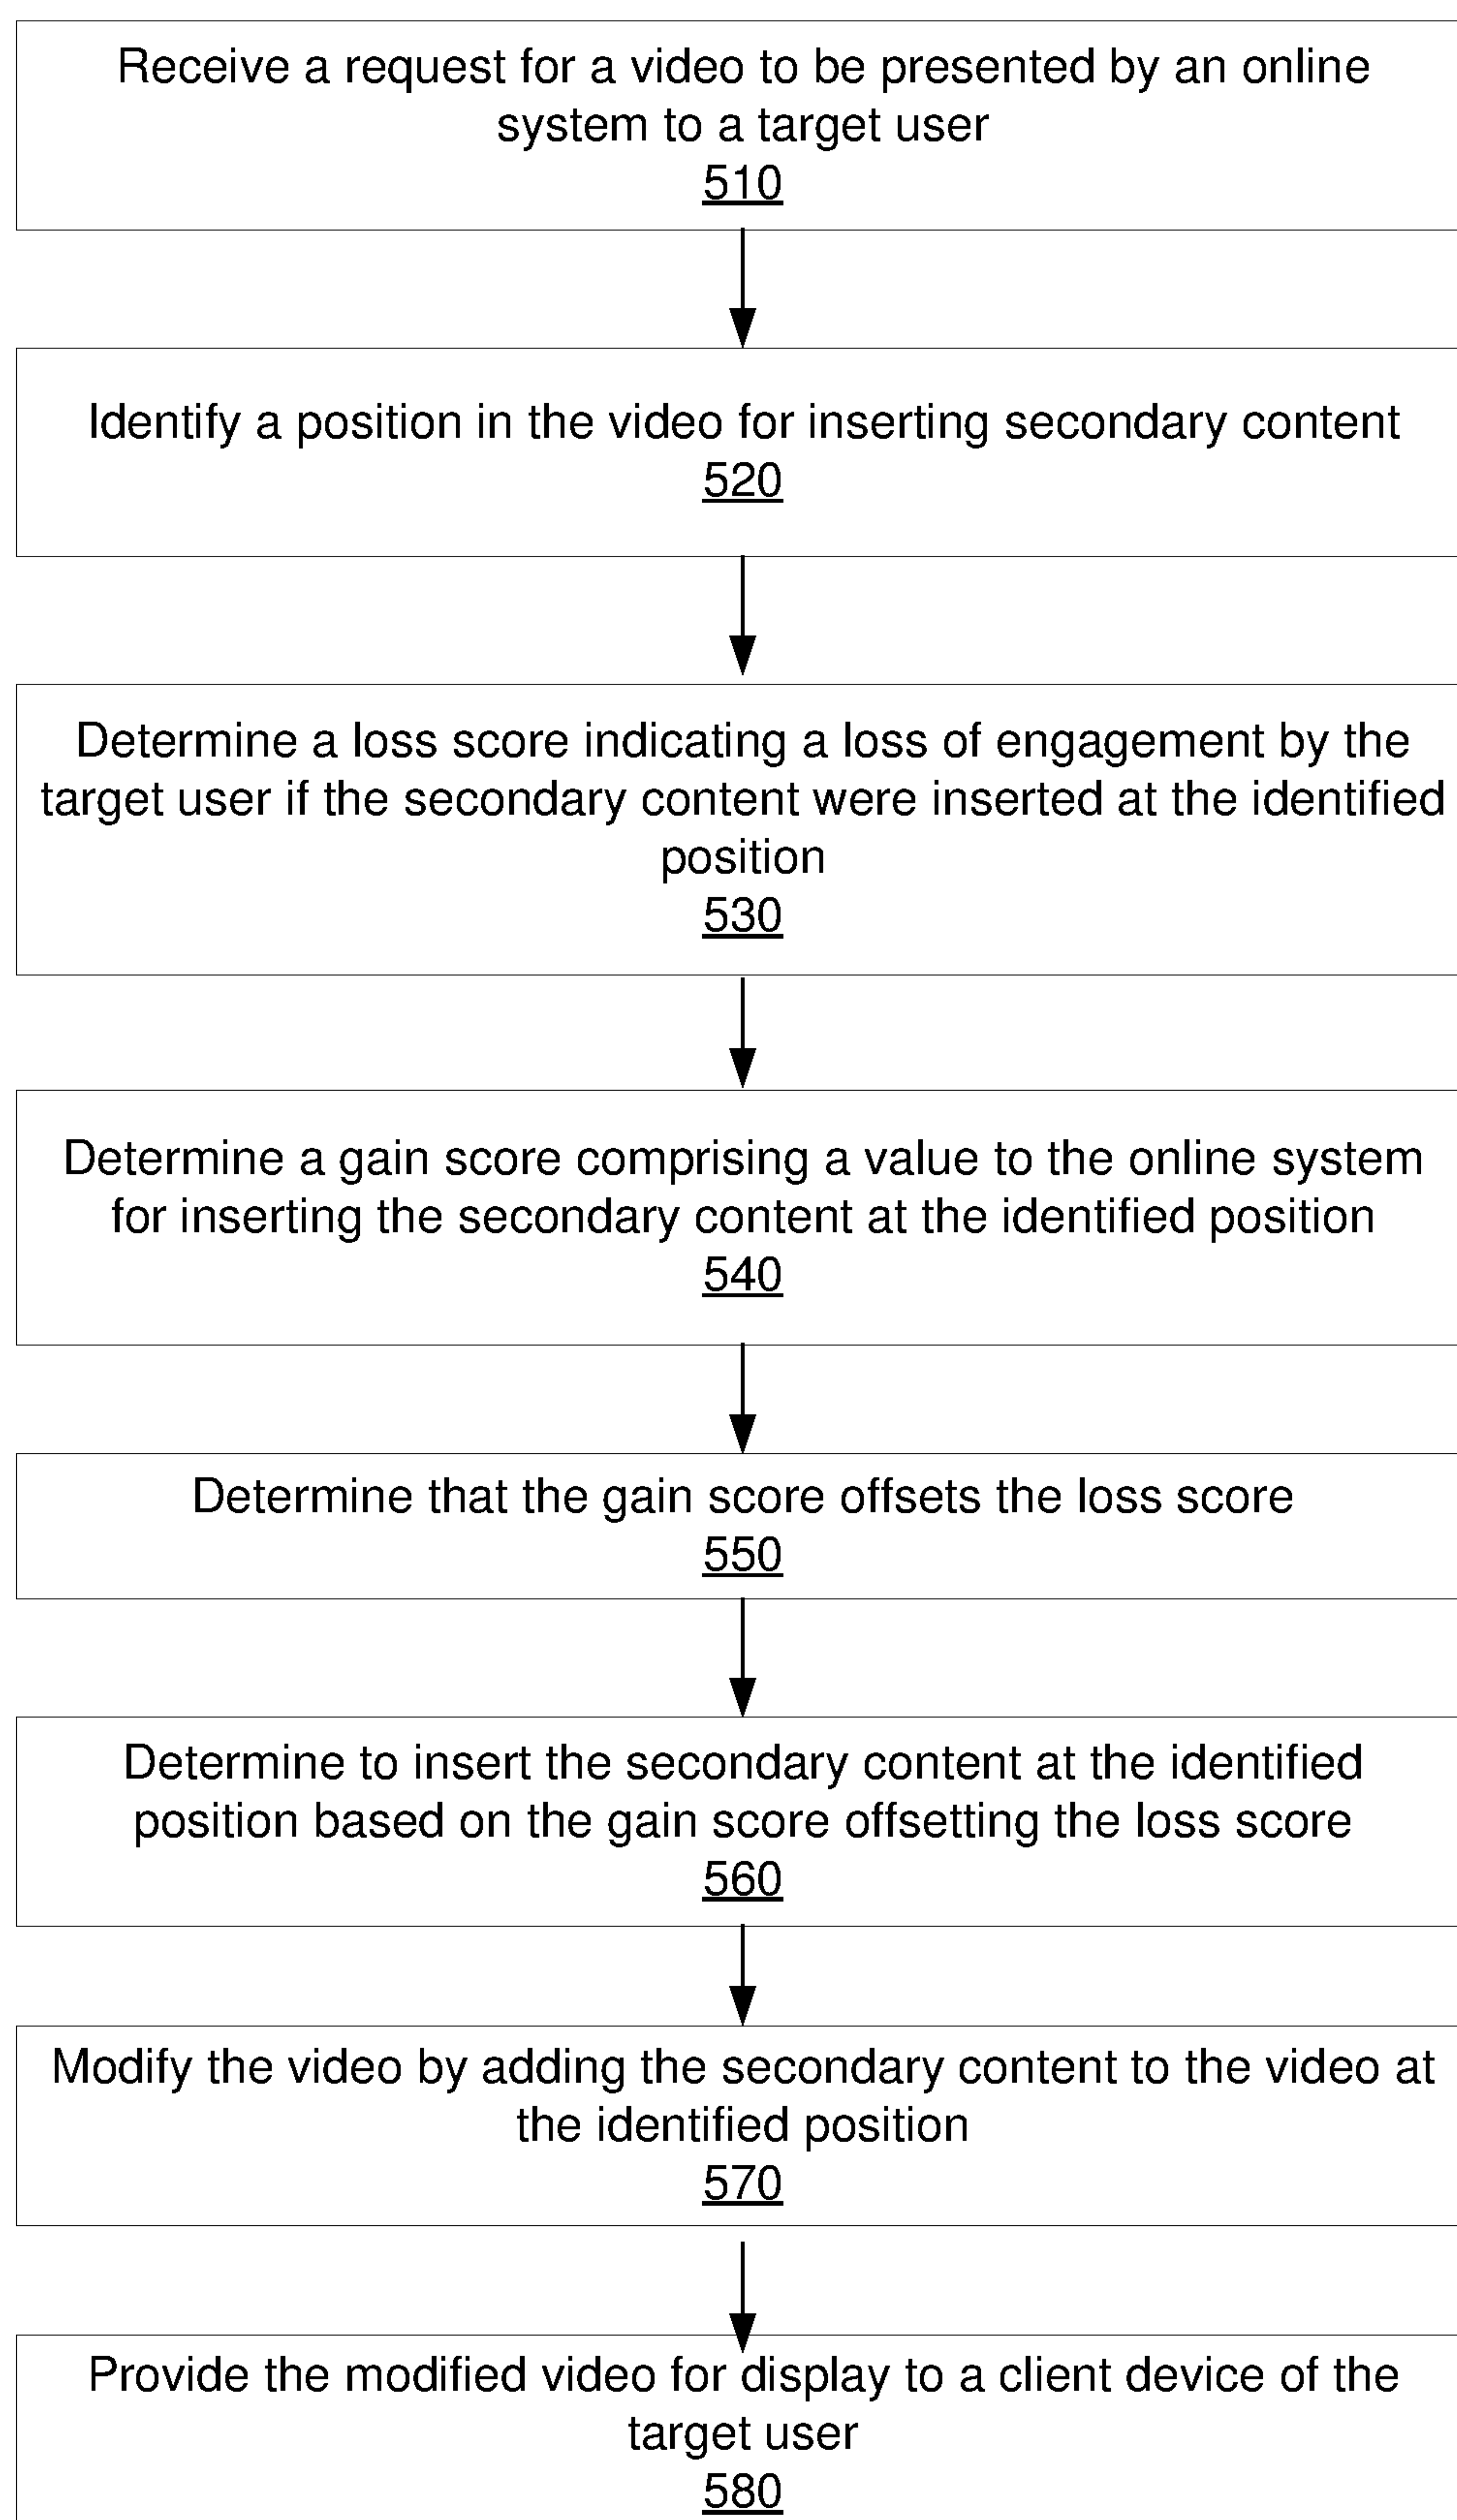 Receive a request for a video to be presented by an online
system to a target user
510
Identify a position in the video for inserting secondary content
520
Determine a loss score indicating a loss of engagement by the
target user if the secondary content were inserted at the identified
position
530
Determine a gain score comprising a value to the online system
for inserting the secondary content at the identified position
540
Determine that the gain score offsets the loss score
550
Determine to insert the secondary content at the identified
position based on the gain score offsetting the loss score
560
Modify the video by adding the secondary content to the video at
the identified position
570
Provide the modified video for display to a client device of the
target user
580